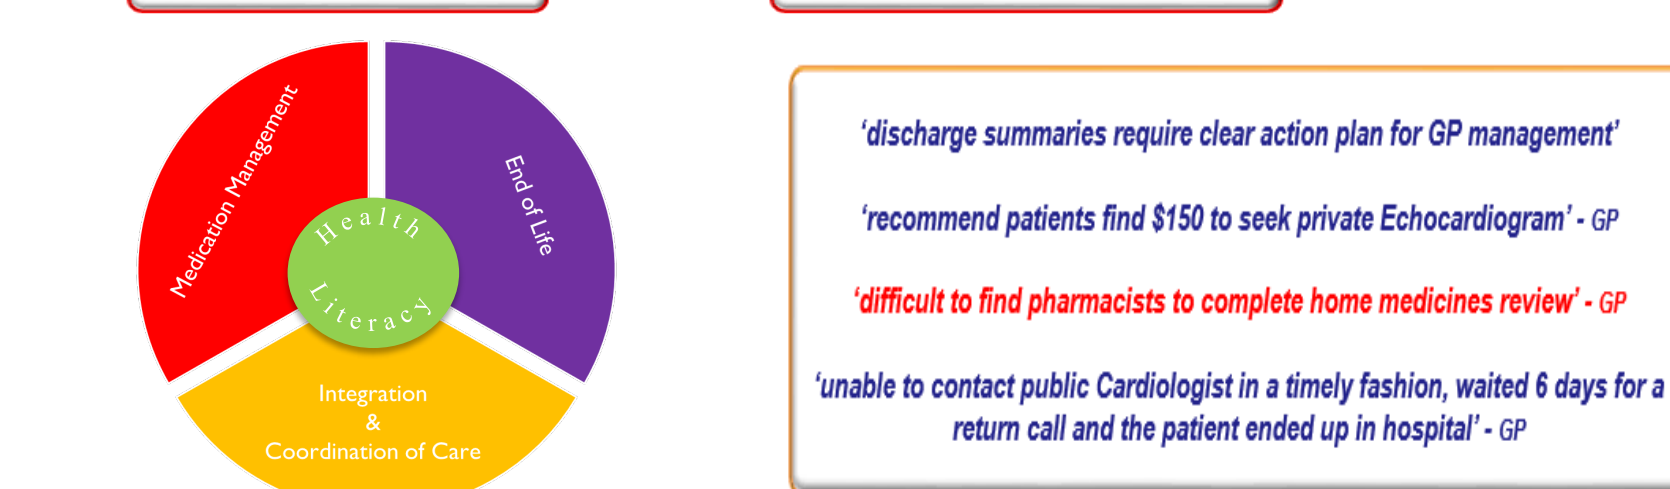 Medication Management
End of Life
Health
Literacy
Integration
&
Coordination of Care
‘discharge summaries require clear action plan for GP management’
‘recommend patients find $150 to seek private Echocardiogram’ - GP
‘difficult to find pharmacists to complete home medicines review’ - GP
‘unable to contact public Cardiologist in a timely fashion, waited 6 days for a
return call and the patient ended up in hospital’ - GP